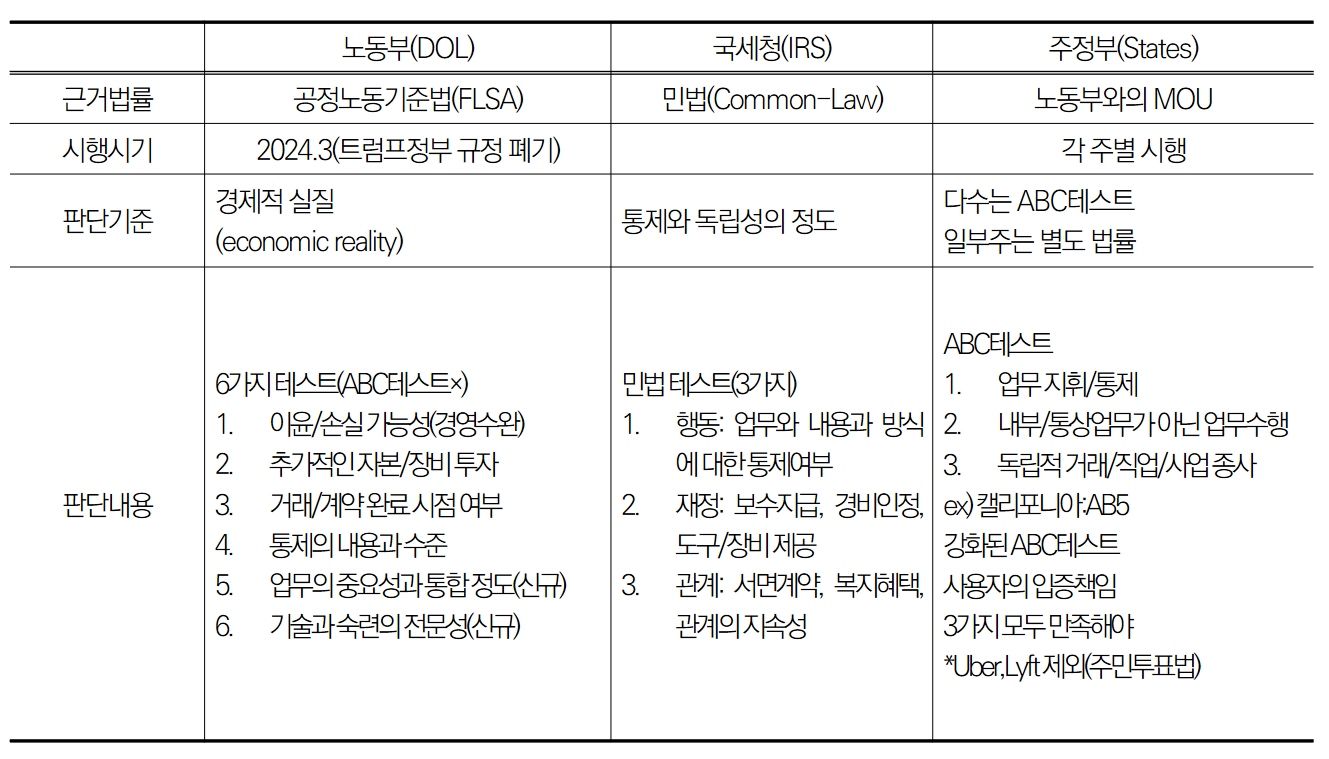 노동부(DOL) 국세청(IRS) 주정부(States)
근거법률 공정노동기준법(FLSA) 민법(Common-Law) 노동부와의 MOU
시행시기 2024.3(트럼프정부 규정 폐기) 각 주별 시행
판단기준
경제적 실질
(economic reality)
통제와 독립성의 정도
다수는 ABC테스트
일부주는 별도 법률
판단내용
6가지 테스트(ABC테스트×)
1. 이윤/손실 가능성(경영수완)
2. 추가적인 자본/장비 투자
3. 거래/계약 완료 시점 여부
4. 통제의 내용과 수준
5. 업무의 중요성과 통합 정도(신규)
6. 기술과 숙련의 전문성(신규)
민법 테스트(3가지)
1. 행동: 업무와 내용과 방식
에 대한 통제여부
2. 재정: 보수지급, 경비인정,
도구/장비 제공
3. 관계: 서면계약, 복지혜택,
관계의 지속성
ABC테스트
1. 업무 지휘/통제
2. 내부/통상업무가 아닌 업무수행
3. 독립적 거래/직업/사업 종사
ex) 캘리포니아:AB5
강화된 ABC테스트
사용자의 입증책임
3가지 모두 만족해야
*Uber,Lyft 제외(주민투표법)